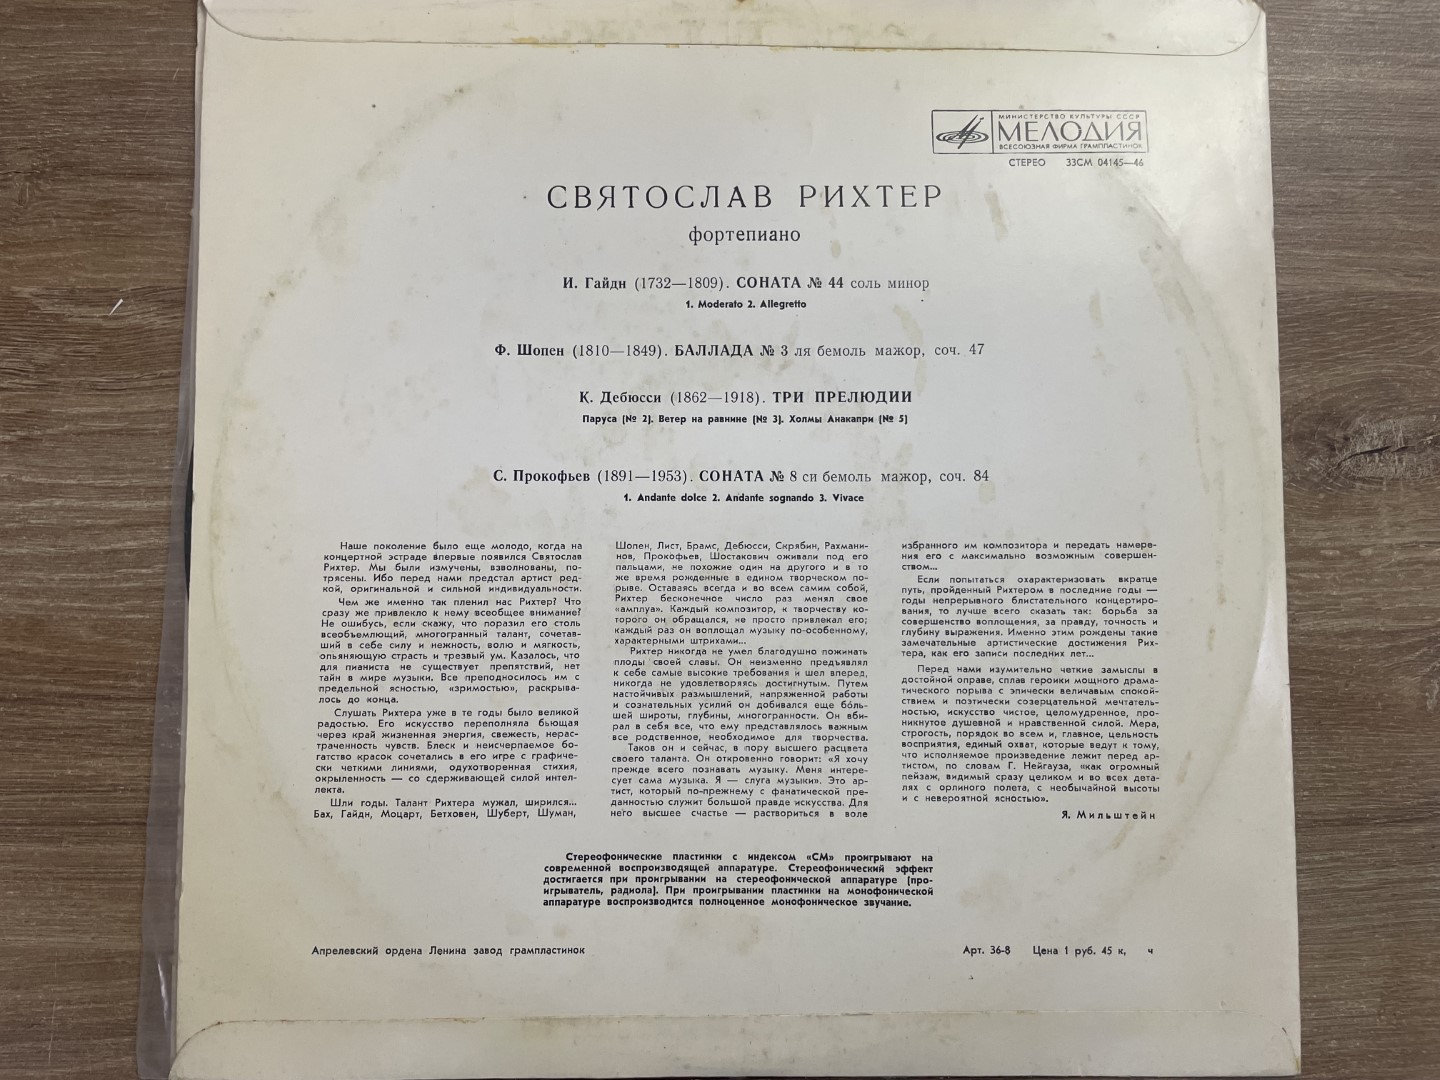 МИНИСТЕРСТВО КУЛЬТУРЫ СССР
МЕЛОДИЯ
ВСЕСОЮЗНАЯ ФИРМА ГРАМПЛАСТИНОК
СТЕРЕО 33СМ 04145—46
СВЯТОСЛАВ РИХТЕР
фортепиано
И. Гайдн (1732—1809). СОНАТА № 44 соль минор
1. Moderato 2. Allegretto
Ф. Шопен (1810—1849). БАЛЛАДА № 3 ля бемоль мажор, соч. 47
К. Дебюсси (1862—1918). ТРИ ПРЕЛЮДИИ
Паруса (№ 2). Ветер на равнине (№ 3). Холмы Анакапри (№ 5)
С. Прокофьев (1891—1953). СОНАТА № 8 си бемоль мажор, соч. 84
1. Andante dolce 2. Andante sognando 3. Vivace
Наше поколение было еще молодо, когда на
концертной эстраде впервые появился Святослав
Рихтер. Мы были измучены, взволнованы, по-
трясены. Ибо перед нами предстал артист ред-
кой, оригинальной и сильной индивидуальности.
Чем же именно так пленил нас Рихтер? Что
сразу же привлекло к нему всеобщее внимание?
Не ошибусь, если скажу, что поразил его столь
всеобъемлющий, многогранный талант, сочетав-
ший в себе силу и нежность, волю и мягкость,
опьяняющую страсть и трезвый ум. Казалось, что
для пианиста не существует препятствий, нет
тайн в мире музыки. Все преподносилось им с
предельной ясностью, «зримостью», раскрыва-
лось до конца.
Слушать Рихтера уже в те годы было великой
радостью. Его искусство переполняла бьющая
через край жизненная энергия, свежесть, нерас-
траченность чувств. Блеск и неисчерпаемое бо-
гатство красок сочетались в его игре с графиче-
ски четкими линиями, одухотворенная стихия,
окрыленность — со сдерживающей силой интел-
лекта.
Шли годы. Талант Рихтера мужал, ширился...
Бах, Гайдн, Моцарт, Бетховен, Шуберт, Шуман,
Шопен, Лист, Брамс, Дебюсси, Скрябин, Рахмани-
нов, Прокофьев, Шостакович оживали под его
пальцами, не похожие один на другого и в то
же время рожденные в едином творческом по-
рыве. Оставаясь всегда и во всем самим собой,
Рихтер бесконечное число раз менял свое
«амплуа». Каждый композитор, к творчеству ко-
торого он обращался, не просто привлекал его;
каждый раз он воплощал музыку по-особенному,
характерными штрихами...
Рихтер никогда не умел благодушно пожинать
плоды своей славы. Он неизменно предъявлял
к себе самые высокие требования и шел вперед,
никогда не удовлетворяясь достигнутым. Путем
настойчивых размышлений, напряженной работы
и сознательных усилий он добивался еще бóль-
шей широты, глубины, многогранности. Он вби-
рал в себя все, что ему представлялось важным
все родственное, необходимое для творчества.
Таков он и сейчас, в пору высшего расцвета
своего таланта. Он откровенно говорит: «Я хочу
прежде всего познавать музыку. Меня интере-
сует сама музыка. Я — слуга музыки». Это ар-
тист, который по-прежнему с фанатической пре-
данностью служит большой правде искусства. Для
него высшее счастье — раствориться в воле
избранного им композитора и передать намере-
ния его с максимально возможным совершен-
ством...
Если попытаться охарактеризовать вкратце
путь, пройденный Рихтером в последние годы —
годы непрерывного блистательного концертиро-
вания, то лучше всего сказать так: борьба за
совершенство воплощения, за правду, точность и
глубину выражения. Именно этим рождены такие
замечательные артистические достижения Рих-
тера, как его записи последних лет...
Перед нами изумительно четкие замыслы в
достойной оправе, сплав героики мощного драма-
тического порыва с эпически величавым спокой-
ствием и поэтически созерцательной мечтатель-
ностью, искусство чистое, целомудренное, про-
никнутое душевной и нравственной силой. Мера,
строгость, порядок во всем и, главное, цельность
восприятия, единый охват, которые ведут к тому,
что исполняемое произведение лежит перед ар-
тистом, по словам Г. Нейгауза, «как огромный
пейзаж, видимый сразу целиком и во всех дета-
лях с орлиного полета, с необычайной высоты
и с невероятной ясностью».
Я. Мильштейн
Стереофонические пластинки с индексом «СМ» проигрывают на
современной воспроизводящей аппаратуре. Стереофонический эффект
достигается при проигрывании на стереофонической аппаратуре (про-
игрыватель, радиола). При проигрывании пластинки на монофонической
аппаратуре воспроизводится полноценное монофоническое звучание.
Апрелевский ордена Ленина завод грампластинок
Арт. 36-8 Цена 1 руб. 45 к, ч